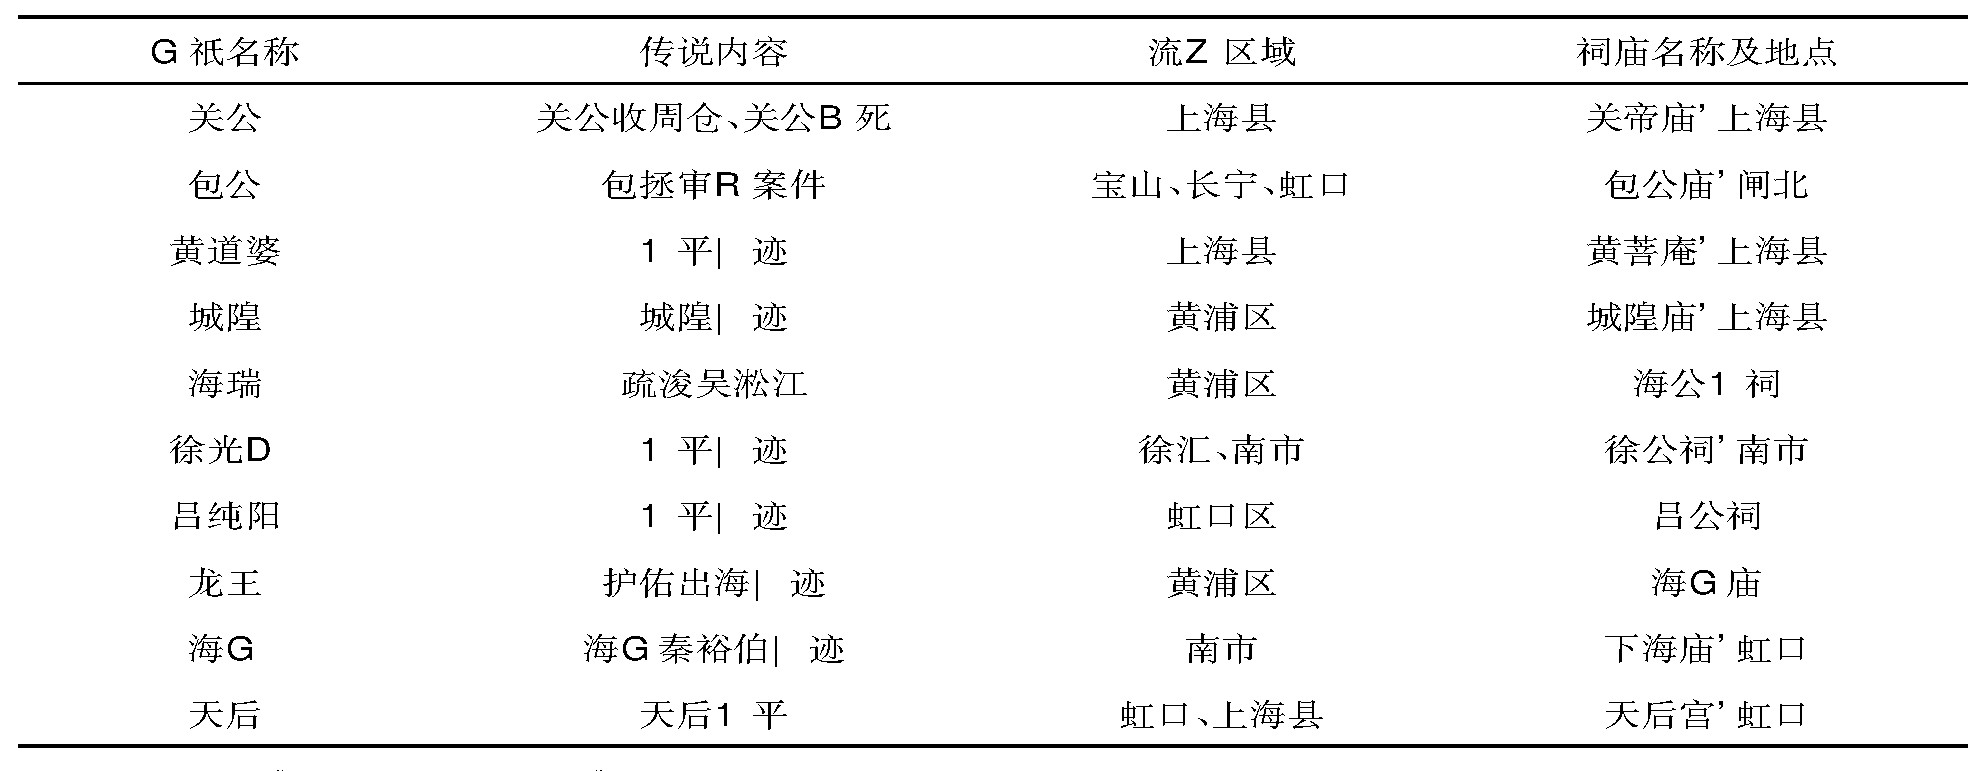 G 祇名称 传说内容 流Z 区域 祠庙名称及地点
关公 关公收周仓、关公B 死 上海县 关帝庙’ 上海县
包公 包拯审R 案件 宝山、长宁、虹口 包公庙’ 闸北
黄道婆 1 平| 迹 上海县 黄菩庵’ 上海县
城隍 城隍| 迹 黄浦区 城隍庙’ 上海县
海瑞 疏浚吴淞江 黄浦区 海公1 祠
徐光D 1 平| 迹 徐汇、南市 徐公祠’ 南市
吕纯阳 1 平| 迹 虹口区 吕公祠
龙王 护佑出海| 迹 黄浦区 海G 庙
海G 海G 秦裕伯| 迹 南市 下海庙’ 虹口
天后 天后1 平 虹口、上海县 天后宫’ 虹口